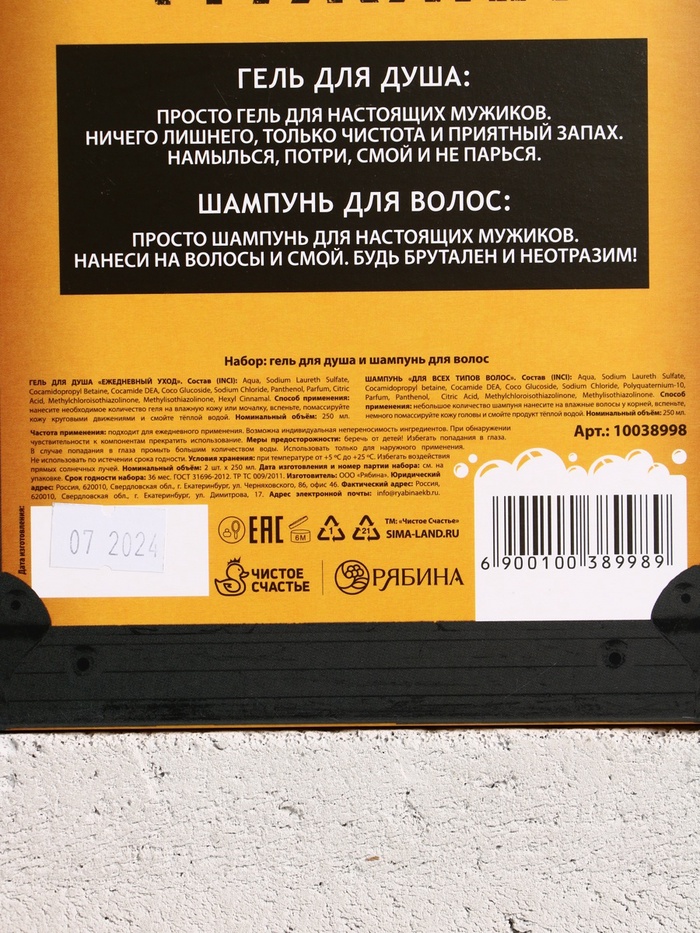 ГЕЛЬ ДЛЯ ДУША:
ПРОСТО ГЕЛЬ ДЛЯ НАСТОЯЩИХ МУЖИКОВ.
НИЧЕГО ЛИШНЕГО, ТОЛЬКО ЧИСТОТА И ПРИЯТНЫЙ ЗАПАХ.
НАМЫЛЬСЯ, ПОТРИ, СМОЙ И НЕ ПАРЬСЯ.
ШАМПУНЬ ДЛЯ ВОЛОС:
ПРОСТО ШАМПУНЬ ДЛЯ НАСТОЯЩИХ МУЖИКОВ.
НАНЕСИ НА ВОЛОСЫ И СМОЙ. БУДЬ БРУТАЛЕН И НЕОТРАЗИМ!
Набор: гель для душа и шампунь для волос
ГЕЛЬ ДЛЯ ДУША «ЕЖЕДНЕВНЫЙ УХОД». Состав (INCI): Aqua, Sodium Laureth Sulfate,
Cocamidopropyl Betaine, Cocamide DEA, Coco Glucoside, Sodium Chloride, Panthenol, Parfum, Citric
Acid, Methylchloroisothiazolinone, Methylisothiazolinone, Hexyl Cinnamal. Способ применения:
нанесите необходимое количество геля на влажную кожу или мочалку, вспеньте, помассируйте
кожу круговыми движениями и смойте тёплой водой. Номинальный объём: 250 мл.
ШАМПУНЬ «ДЛЯ ВСЕХ ТИПОВ ВОЛОС». Состав (INCI): Aqua, Sodium Laureth Sulfate,
Cocamidopropyl betaine, Cocamide DEA, Coco Glucoside, Sodium Chloride, Polyquaternium-10,
Parfum, Panthenol, Citric Acid, Methylchloroisothiazolinone, Methylisothiazolinone. Способ
применения: небольшое количество шампуня нанесите на влажные волосы у корней, вспеньте,
немного помассируйте кожу головы и смойте продукт тёплой водой. Номинальный объём: 250 мл.
Частота применения: подходит для ежедневного применения. Возможна индивидуальная непереносимость ингредиентов. При обнаружении
чувствительности к компонентам прекратить использование. Меры предосторожности: беречь от детей! Избегать попадания в глаза.
В случае попадания в глаза промыть большим количеством воды. Использовать только для наружного применения.
Не использовать по истечении срока годности. Условия хранения: при температуре от +5 °С до +25 °С. Избегать воздействия
прямых солнечных лучей. Номинальный объём: 2 шт. х 250 мл. Дата изготовления и номер партии набора: см. на
упаковке. Срок годности набора: 36 мес. ГОСТ 31696-2012. ТР ТС 009/2011. Изготовитель: ООО «Рябина». Юридический
адрес: Россия, 620010, Свердловская обл., г. Екатеринбург, ул. Черняховского, 86, офис 46. Фактический адрес: Россия,
620010, Свердловская обл., г. Екатеринбург, ул. Димитрова, 17. Адрес электронной почты: info@ryabinaekb.ru.
Арт.: 10038998
Дата изготовления:
07 2024
EAC
6M
1
21
ТМ: «Чистое Счастье»
SIMA-LAND.RU
ЧИСТОЕ
СЧАСТЬЕ
РЯБИНА
6 900100 389989